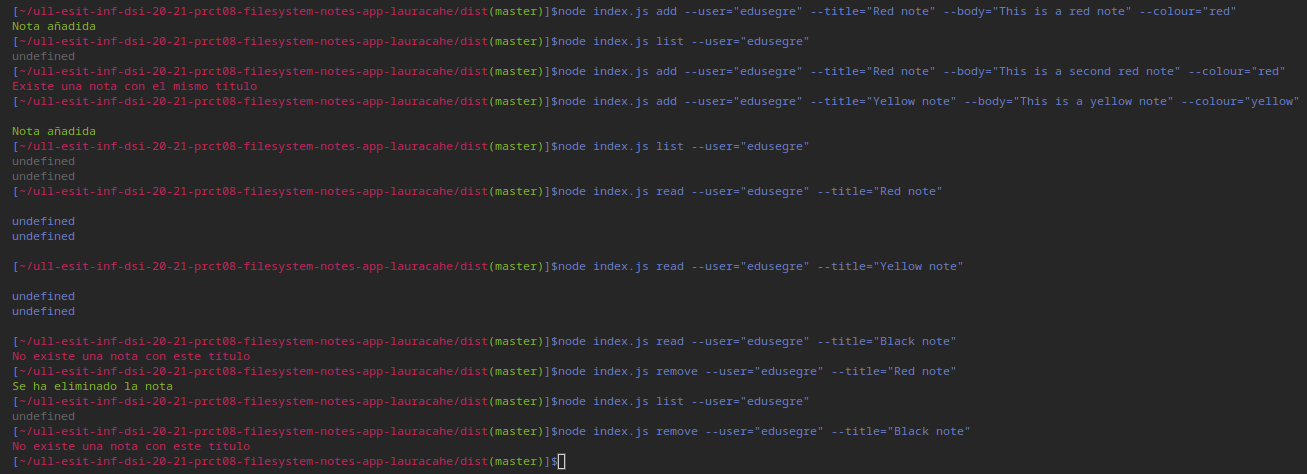 [~/ull-esit-inf-dsi-20-21-prct08-filesystem-notes-app-lauracahe/dist(master)]$node index.js add --user="edusegre" --title="Red note" --body="This is a red note" --colour="red"
Nota añadida
[~/ull-esit-inf-dsi-20-21-prct08-filesystem-notes-app-lauracahe/dist(master)]$node index.js list --user="edusegre"
undefined
[~/ull-esit-inf-dsi-20-21-prct08-filesystem-notes-app-lauracahe/dist(master)]$node index.js add --user="edusegre" --title="Red note" --body="This is a second red note" --colour="red"
Existe una nota con el mismo título
[~/ull-esit-inf-dsi-20-21-prct08-filesystem-notes-app-lauracahe/dist(master)]$node index.js add --user="edusegre" --title="Yellow note" --body="This is a yellow note" --colour="yellow"
Nota añadida
[~/ull-esit-inf-dsi-20-21-prct08-filesystem-notes-app-lauracahe/dist(master)]$node index.js list --user="edusegre"
undefined
undefined
[~/ull-esit-inf-dsi-20-21-prct08-filesystem-notes-app-lauracahe/dist(master)]$node index.js read --user="edusegre" --title="Red note"
undefined
undefined
[~/ull-esit-inf-dsi-20-21-prct08-filesystem-notes-app-lauracahe/dist(master)]$node index.js read --user="edusegre" --title="Yellow note"
undefined
undefined
[~/ull-esit-inf-dsi-20-21-prct08-filesystem-notes-app-lauracahe/dist(master)]$node index.js read --user="edusegre" --title="Black note"
No existe una nota con este título
[~/ull-esit-inf-dsi-20-21-prct08-filesystem-notes-app-lauracahe/dist(master)]$node index.js remove --user="edusegre" --title="Red note"
Se ha eliminado la nota
[~/ull-esit-inf-dsi-20-21-prct08-filesystem-notes-app-lauracahe/dist(master)]$node index.js list --user="edusegre"
undefined
[~/ull-esit-inf-dsi-20-21-prct08-filesystem-notes-app-lauracahe/dist(master)]$node index.js remove --user="edusegre" --title="Black note"
No existe una nota con este título
[~/ull-esit-inf-dsi-20-21-prct08-filesystem-notes-app-lauracahe/dist(master)]$